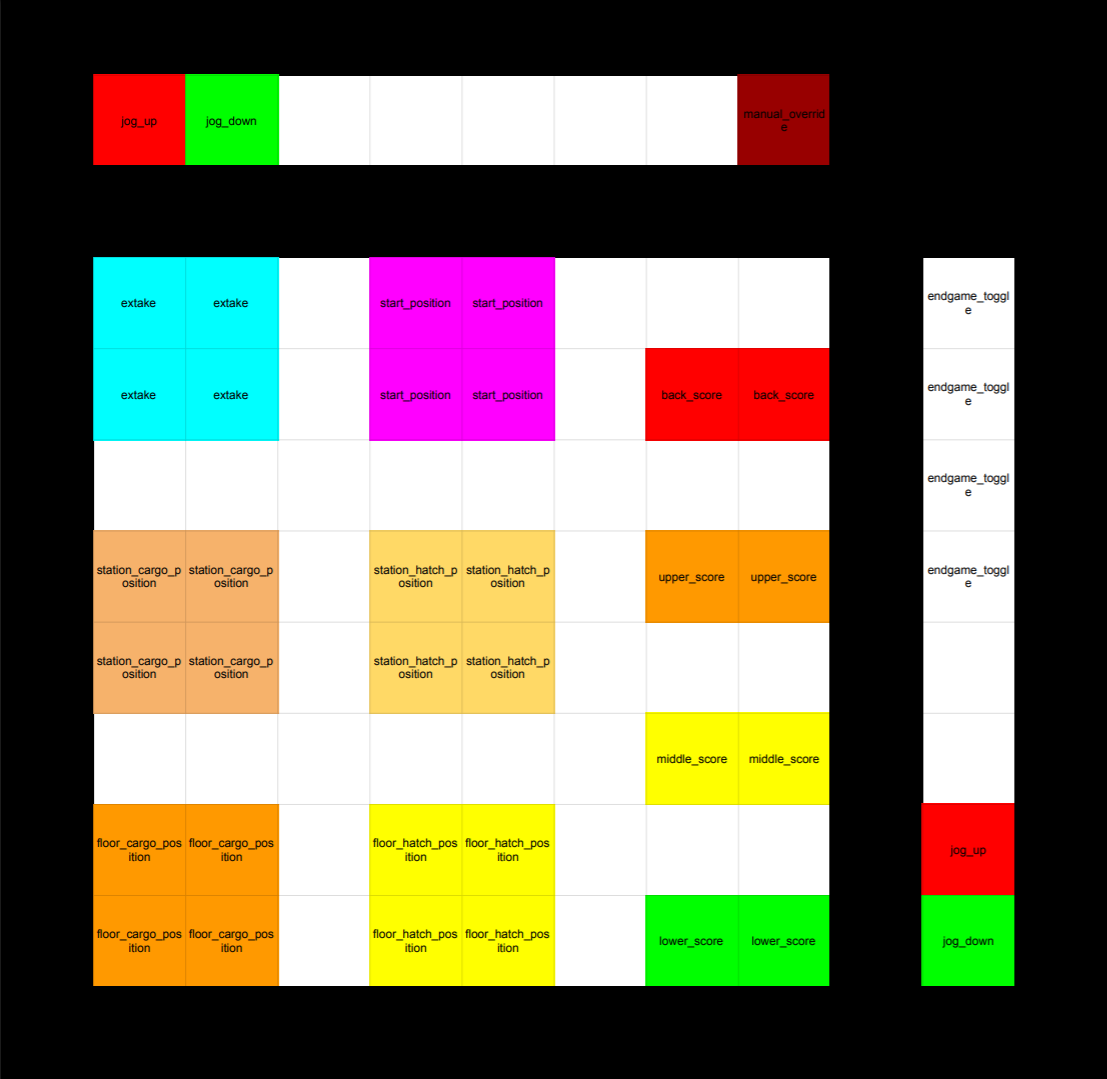 jog_up jog_down manual_overrid
e
extake extake start_position start_position endgame_toggl
e
extake extake start_position start_position back_score back_score endgame_toggl
e
endgame_toggl
e
station_cargo_p station_cargo_p station_hatch_p station_hatch_p upper_score upper_score endgame_toggl
osition osition osition osition e
station_cargo_p station_cargo_p station_hatch_p station_hatch_p
osition osition osition osition
middle_score middle_score
floor_cargo_pos floor_cargo_pos floor_hatch_pos floor_hatch_pos jog_up
ition ition ition ition
floor_cargo_pos floor_cargo_pos floor_hatch_pos floor_hatch_pos lower_score lower_score jog_down
ition ition ition ition